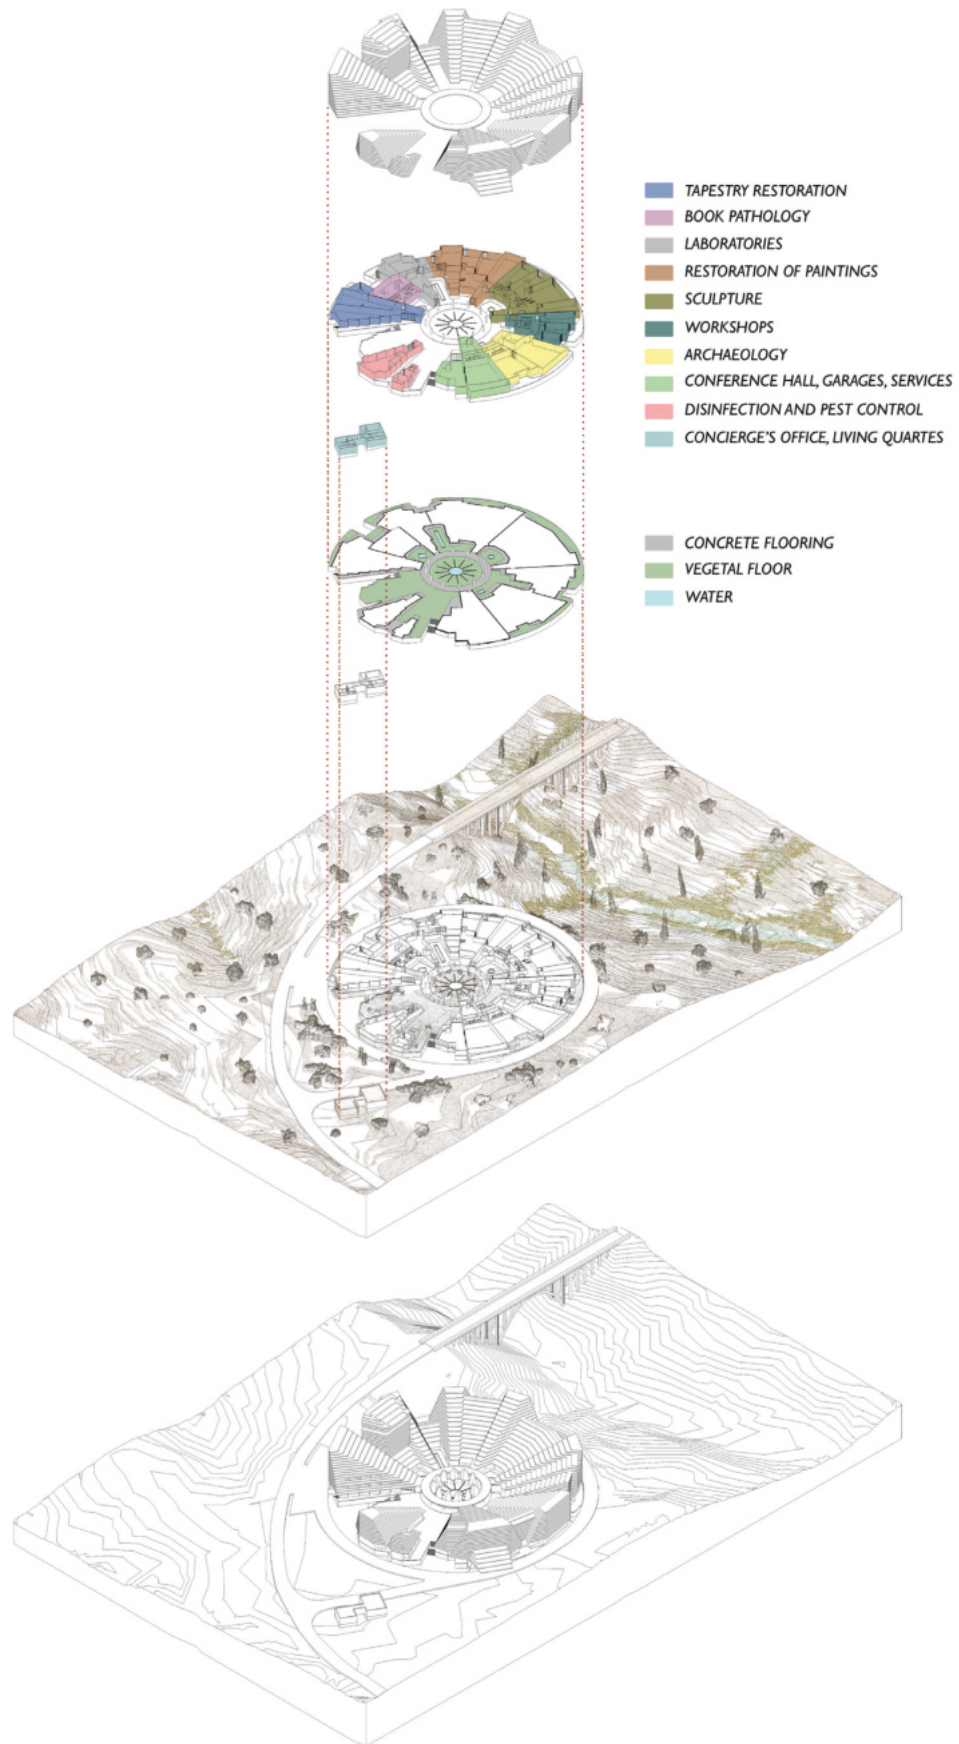 TAPESTRY RESTORATION
BOOK PATHOLOGY
LABORATORIES
RESTORATION OF PAINTINGS
SCULPTURE
WORKSHOPS
ARCHAEOLOGY
CONFERENCE HALL, GARAGES, SERVICES
DISINFECTION AND PEST CONTROL
CONCIERGE'S OFFICE, LIVING QUARTES
CONCRETE FLOORING
VEGETAL FLOOR
WATER